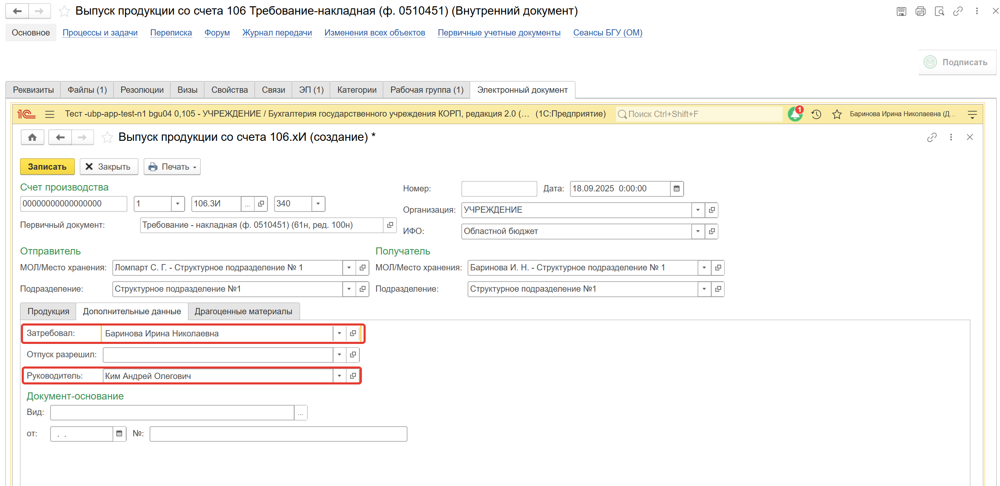 Выпуск продукции со счета 106 Требование-накладная (ф. 0510451) (Внутренний документ)
Основное Процессы и задачи Переписка Форум Журнал передачи Изменения всех объектов Первичные учетные документы Сеансы БГУ (ОМ)
Подписать
Реквизиты Файлы (1) Резолюции Визы Свойства Связи ЭП (1) Категории Рабочая группа (1) Электронный документ
1С Тест -ubp-app-test-n1 bgu04 0,105 - УЧРЕЖДЕНИЕ / Бухгалтерия государственного учреждения КОРП, редакция 2.0 (... (1С:Предприятие) Поиск Ctrl+Shift+F 1 Баринова Ирина Николаевна (Д...
Выпуск продукции со счета 106.хИ (создание) *
Записать Закрыть Печать
Счет производства
Номер: Дата: 18.09.2025 0:00:00
00000000000000000 1 106.3И ... 340
Организация: УЧРЕЖДЕНИЕ
Первичный документ: Требование - накладная (ф. 0510451) (61н, ред. 100н)
ИФО: Областной бюджет
Отправитель Получатель
МОЛ/Место хранения: Ломпарт С. Г. - Структурное подразделение № 1 МОЛ/Место хранения: Баринова И. Н. - Структурное подразделение № 1
Подразделение: Структурное подразделение №1 Подразделение: Структурное подразделение №1
Продукция Дополнительные данные Драгоценные материалы
Затребовал: Баринова Ирина Николаевна
Отпуск разрешил:
Руководитель: Ким Андрей Олегович
Документ-основание
Вид: ...
от: . . №: